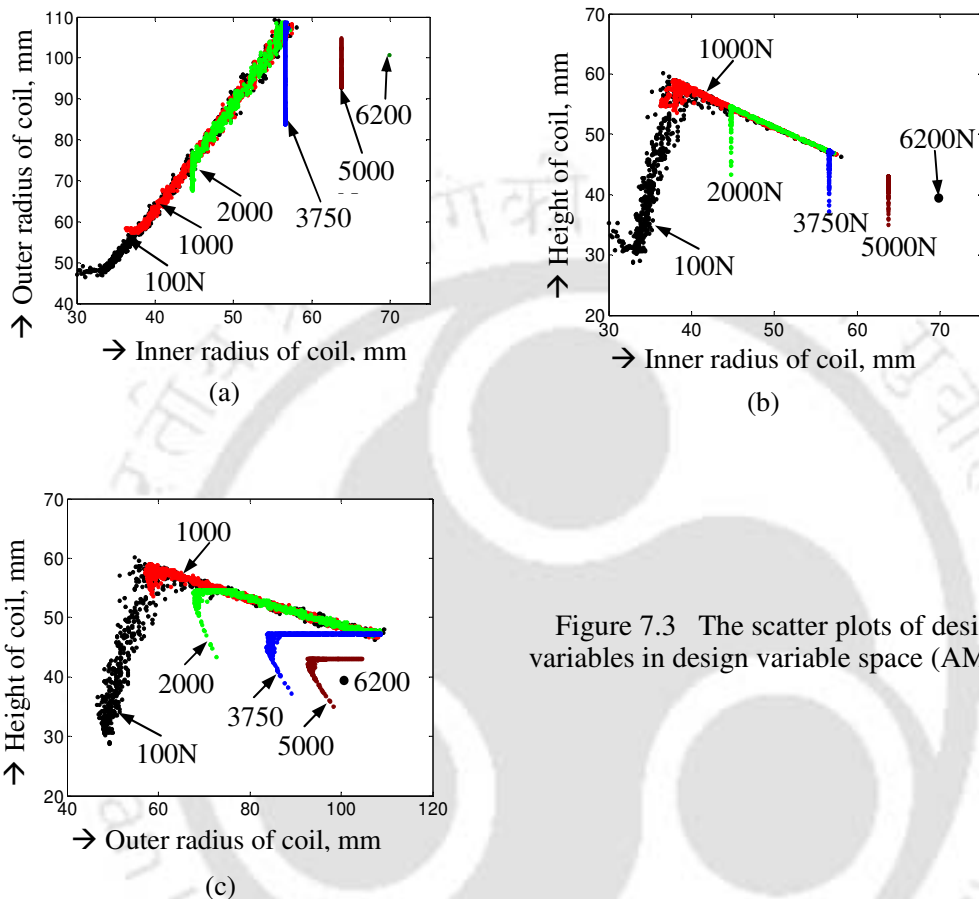 110
100
90
80
70
60
50
40
30 40 50 60 70
→ Outer radius of coil, mm
→ Inner radius of coil, mm
6200
5000
3750
2000
1000
100N
(a)
70
60
50
40
30
20
30 40 50 60 70
→ Height of coil, mm
→ Inner radius of coil, mm
1000N
6200N
2000N
3750N
5000N
100N
(b)
70
60
50
40
30
20
40 60 80 100 120
→ Height of coil, mm
→ Outer radius of coil, mm
1000
2000
3750
6200
5000
100N
(c)
Figure 7.3 The scatter plots of desi
variables in design variable space (AM